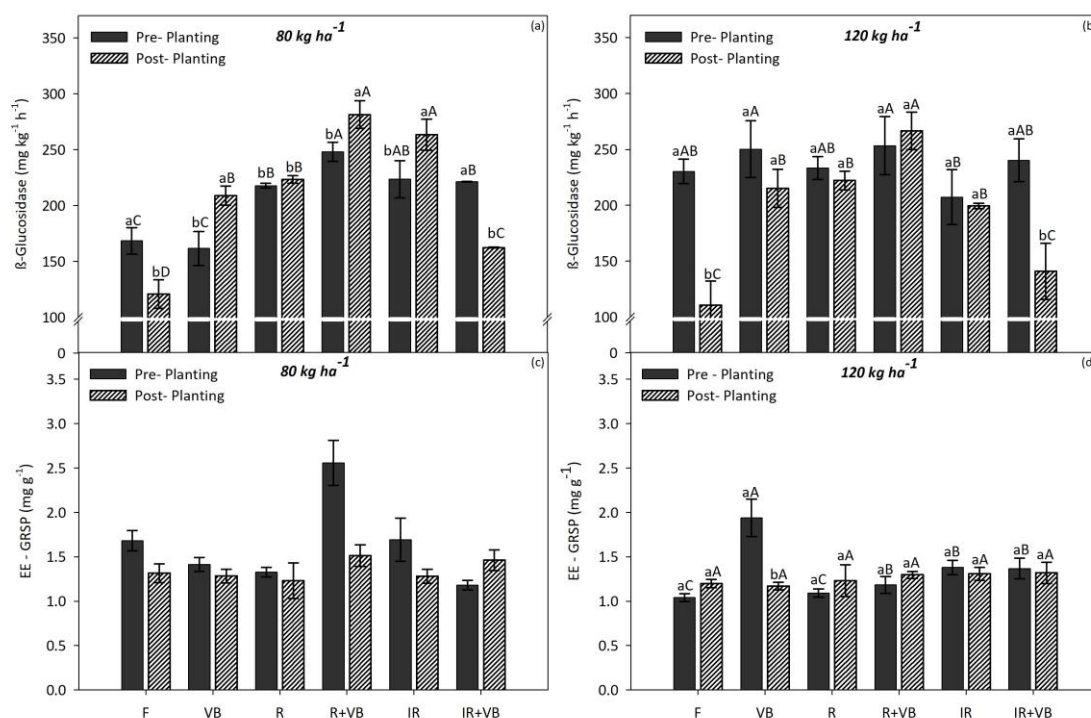 80 kg ha-1 (a)
Pre- Planting
Post- Planting
ß-Glucosidase (mg kg-1 h-1)
350
300
250
200
150
100
0
aC bD bC aB bB bB bA aA bAB aA aB bC
120 kg ha-1 (b
Pre- Planting
Post- Planting
ß-Glucosidase (mg kg-1 h-1)
350
300
250
200
150
100
0
aAB bC aA aB aAB aB aA aA aB aB aAB bC
80 kg ha-1 (c)
Pre- Planting
Post- Planting
EE - GRSP (mg g-1)
3.5
3.0
2.5
2.0
1.5
1.0
0.5
0.0
F VB R R+VB IR IR+VB
120 kg ha-1 (d
Pre - Planting
Post- Planting
EE - GRSP (mg g-1)
3.5
3.0
2.5
2.0
1.5
1.0
0.5
0.0
aC aA aA bA aC aA aB aA aB aA aB aA
F VB R R+VB IR IR+VB